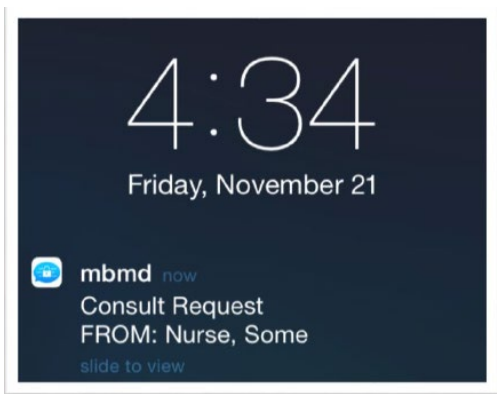 4:34
Friday, November 21
mbmd now
Consult Request
FROM: Nurse, Some
slide to view